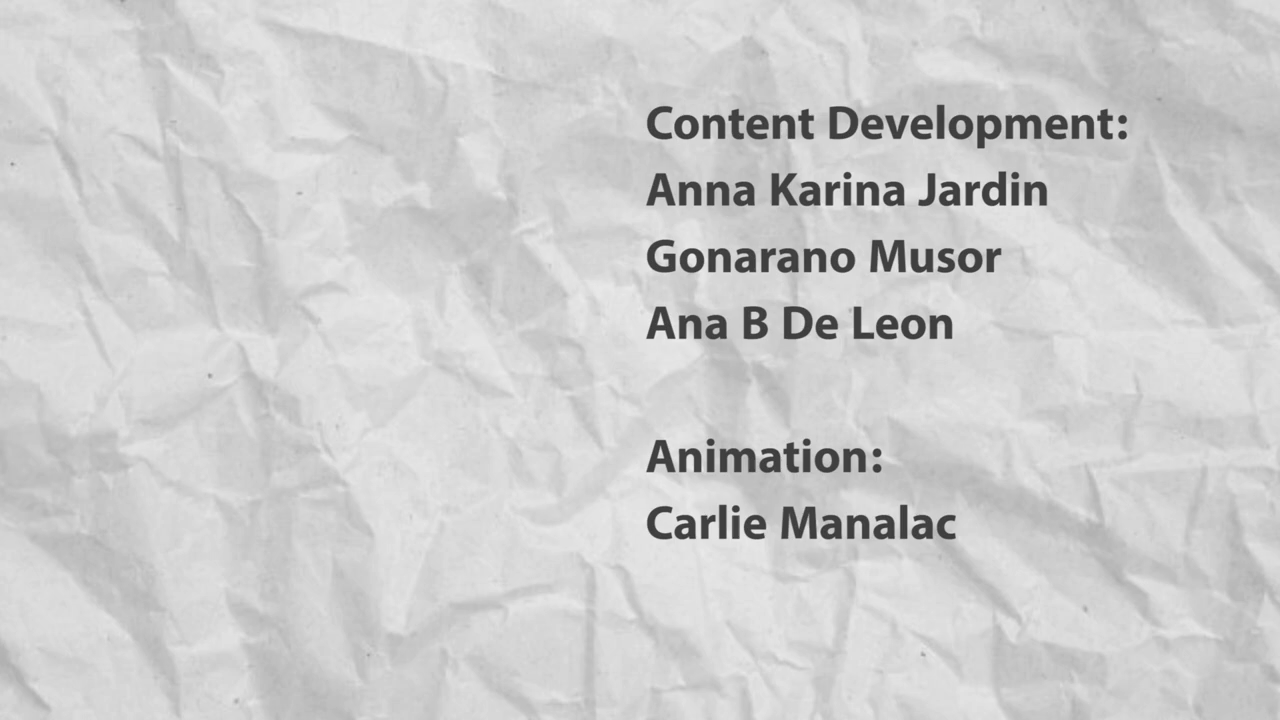 Content Development:
Anna Karina Jardin
Gonarano Musor
Ana B De Leon
Animation:
Carlie Manalac